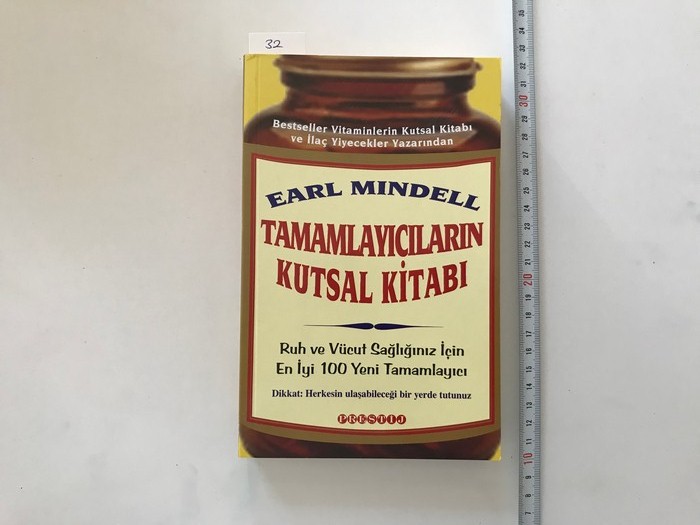 32
Bestseller Vitaminlerin Kutsal Kitabı
ve İlaç Yiyecekler Yazarından
EARL MINDELL
TAMAMLAYICILARIN
KUTSAL KİTABI
Ruh ve Vücut Sağlığınız İçin
En İyi 100 Yeni Tamamlayıcı
Dikkat: Herkesin ulaşabileceği bir yerde tutunuz
PRESTİJ